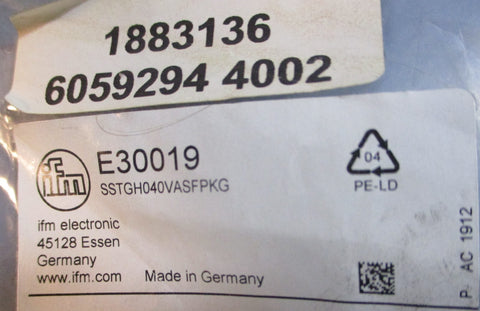 1883136
6059294 4002
ifm
E30019
SSTGH040VASFPKG
04
PE-LD
ifm electronic
45128 Essen
Germany
www.ifm.com Made in Germany
P AC 1912